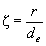 ζ = r / d_e